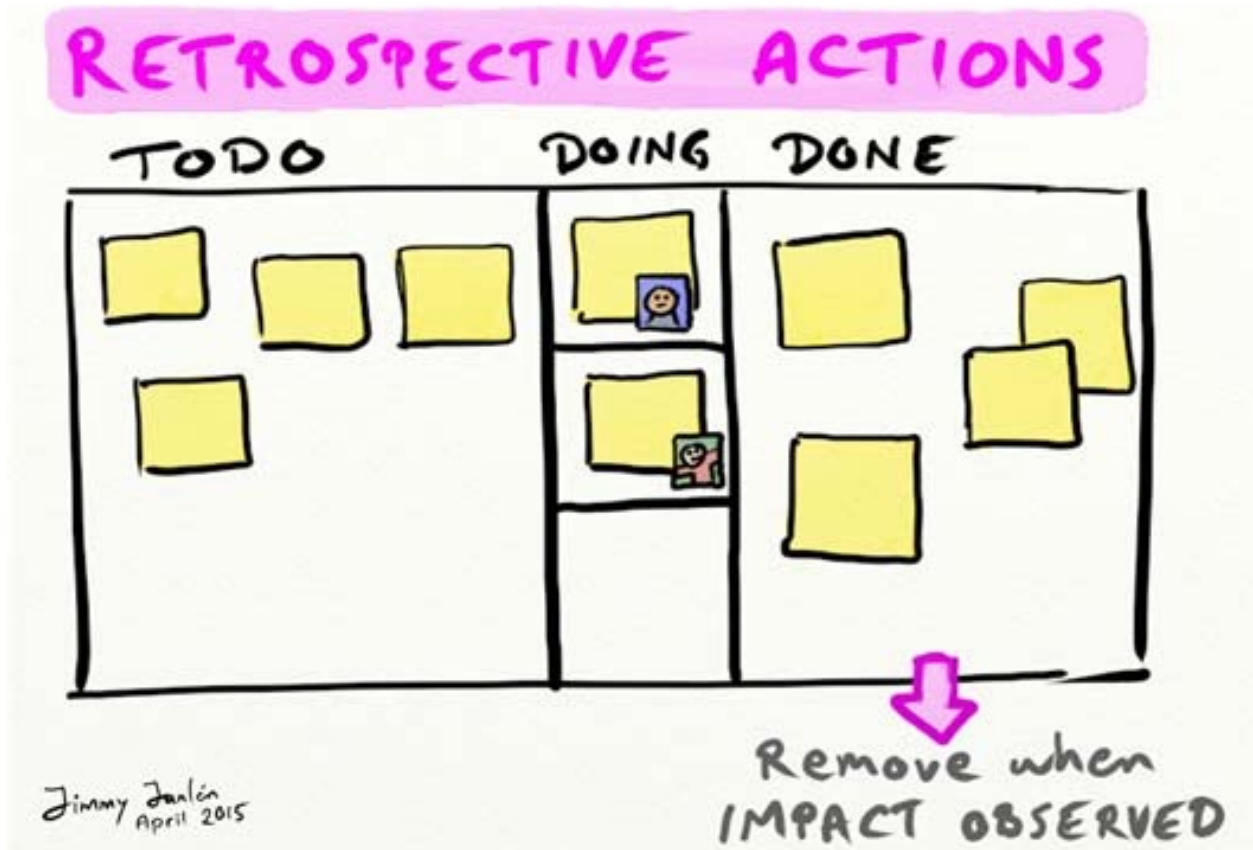 RETROSPECTIVE ACTIONS
TODO DOING DONE
Remove when
IMPACT OBSERVED
Jimmy Janlén
April 2015